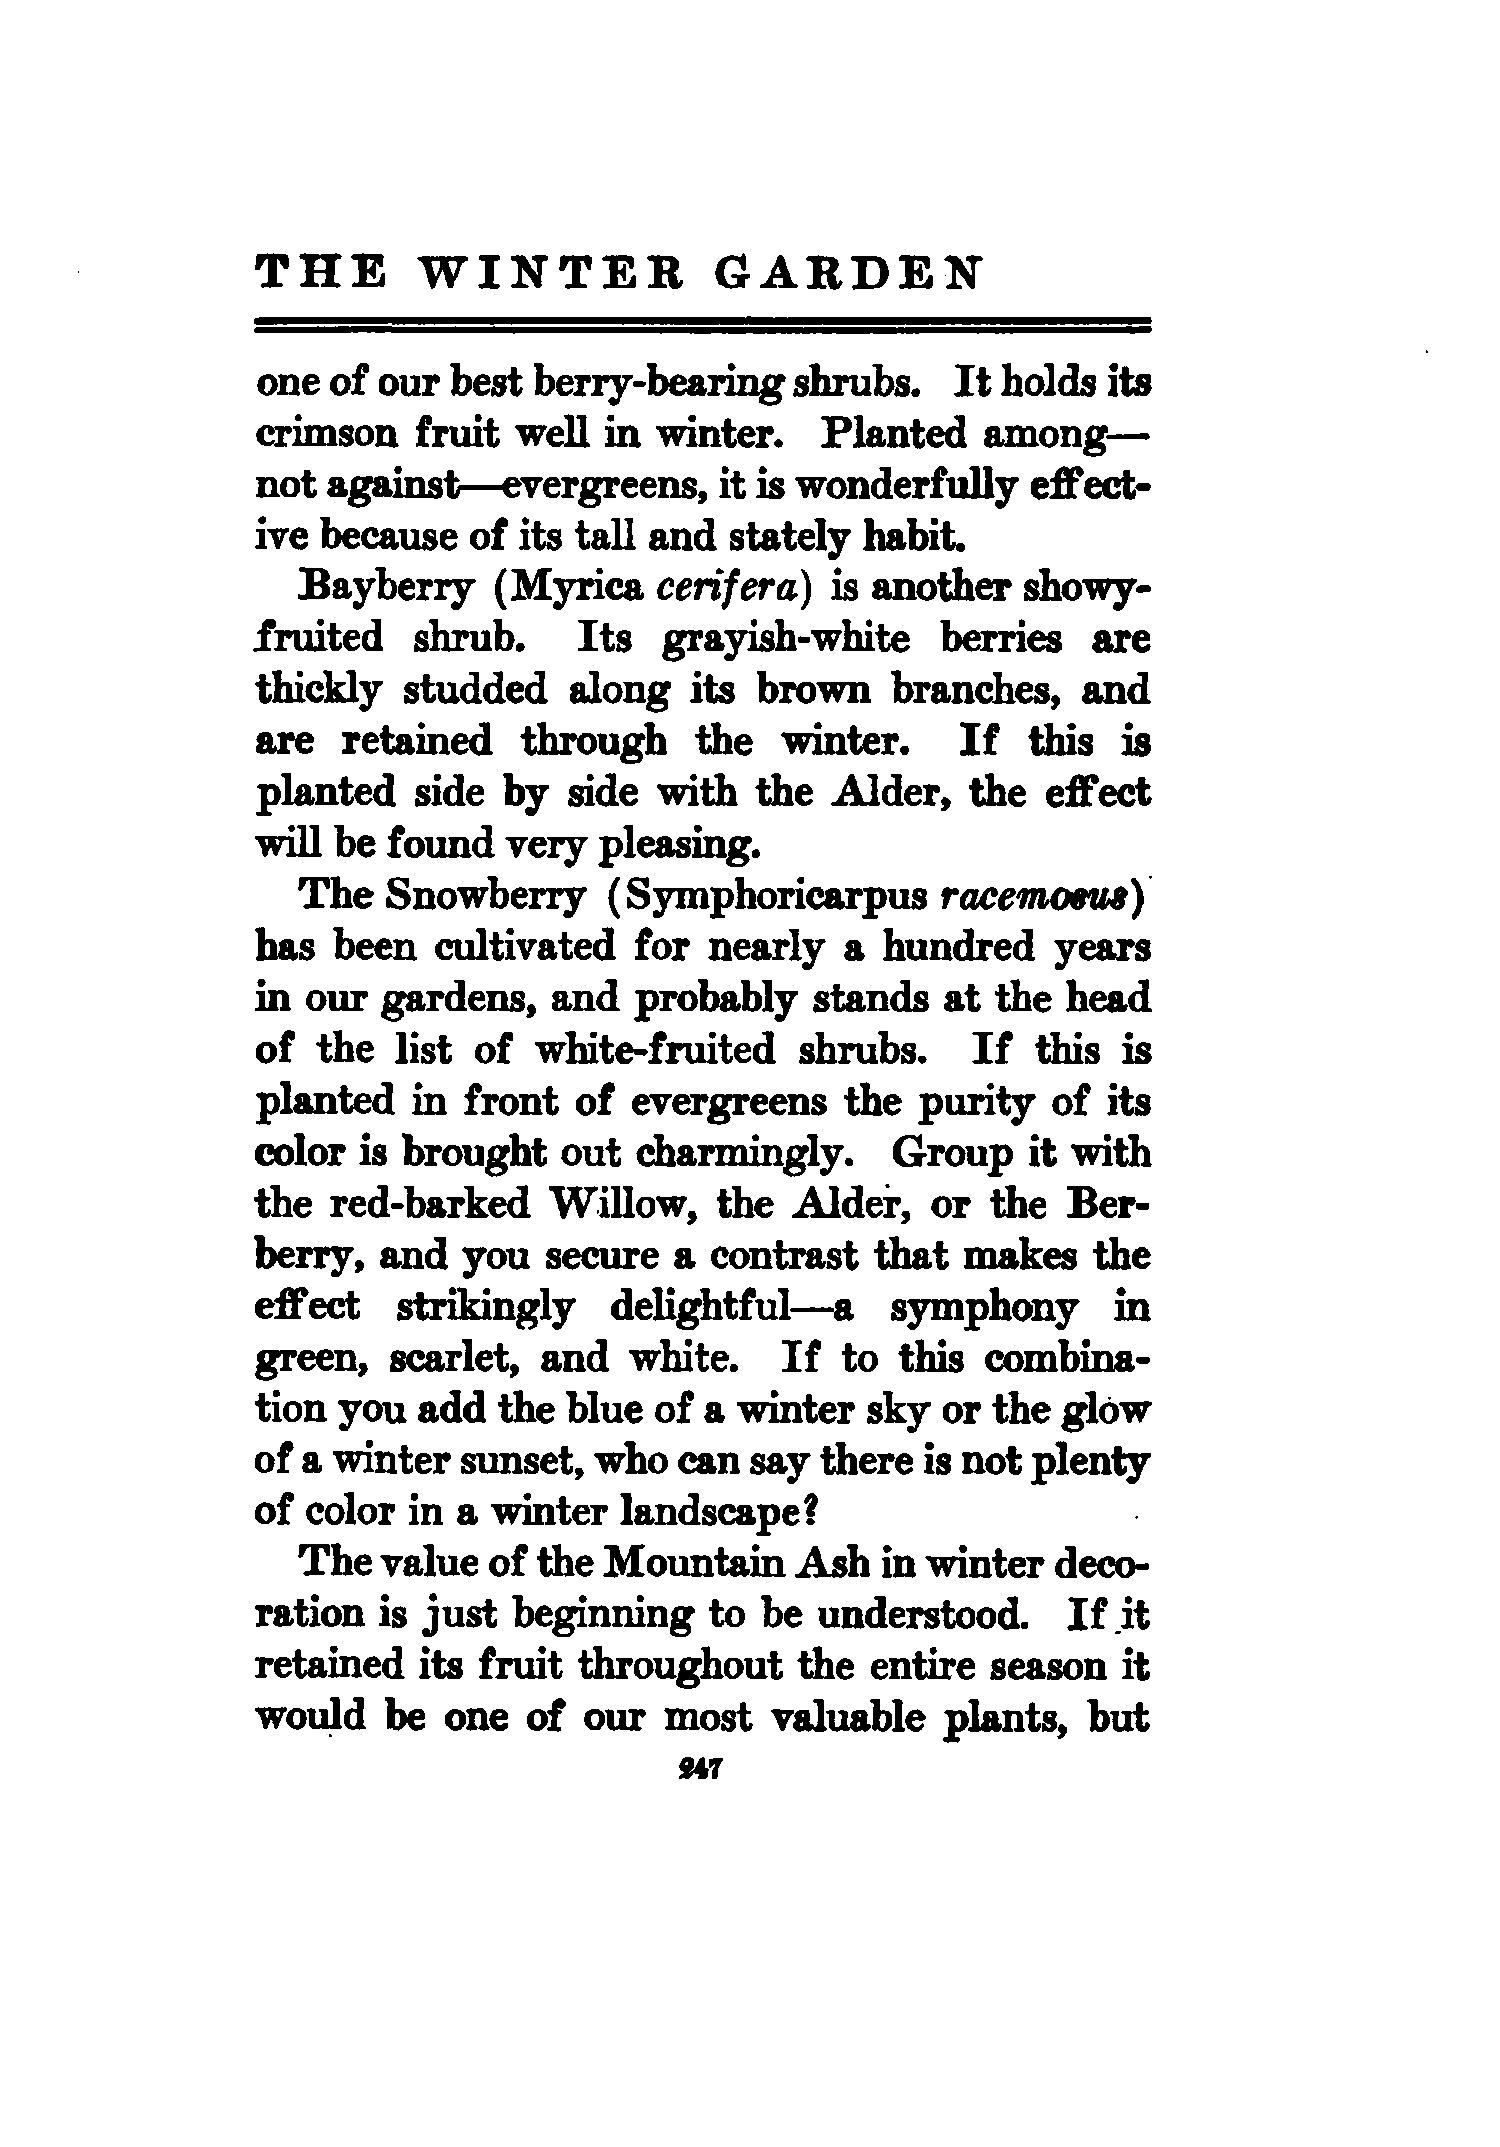 THE WINTER GARDEN
one of our best berry-bearing shrubs. It holds its
crimson fruit well in winter. Planted among—
not against—evergreens, it is wonderfully effect-
ive because of its tall and stately habit.
Bayberry (Myrica cerifera) is another showy-
fruited shrub. Its grayish-white berries are
thickly studded along its brown branches, and
are retained through the winter. If this is
planted side by side with the Alder, the effect
will be found very pleasing.
The Snowberry (Symphoricarpus racemosus)
has been cultivated for nearly a hundred years
in our gardens, and probably stands at the head
of the list of white-fruited shrubs. If this is
planted in front of evergreens the purity of its
color is brought out charmingly. Group it with
the red-barked Willow, the Alder, or the Ber-
berry, and you secure a contrast that makes the
effect strikingly delightful—a symphony in
green, scarlet, and white. If to this combina-
tion you add the blue of a winter sky or the glow
of a winter sunset, who can say there is not plenty
of color in a winter landscape?
The value of the Mountain Ash in winter deco-
ration is just beginning to be understood. If it
retained its fruit throughout the entire season it
would be one of our most valuable plants, but
247